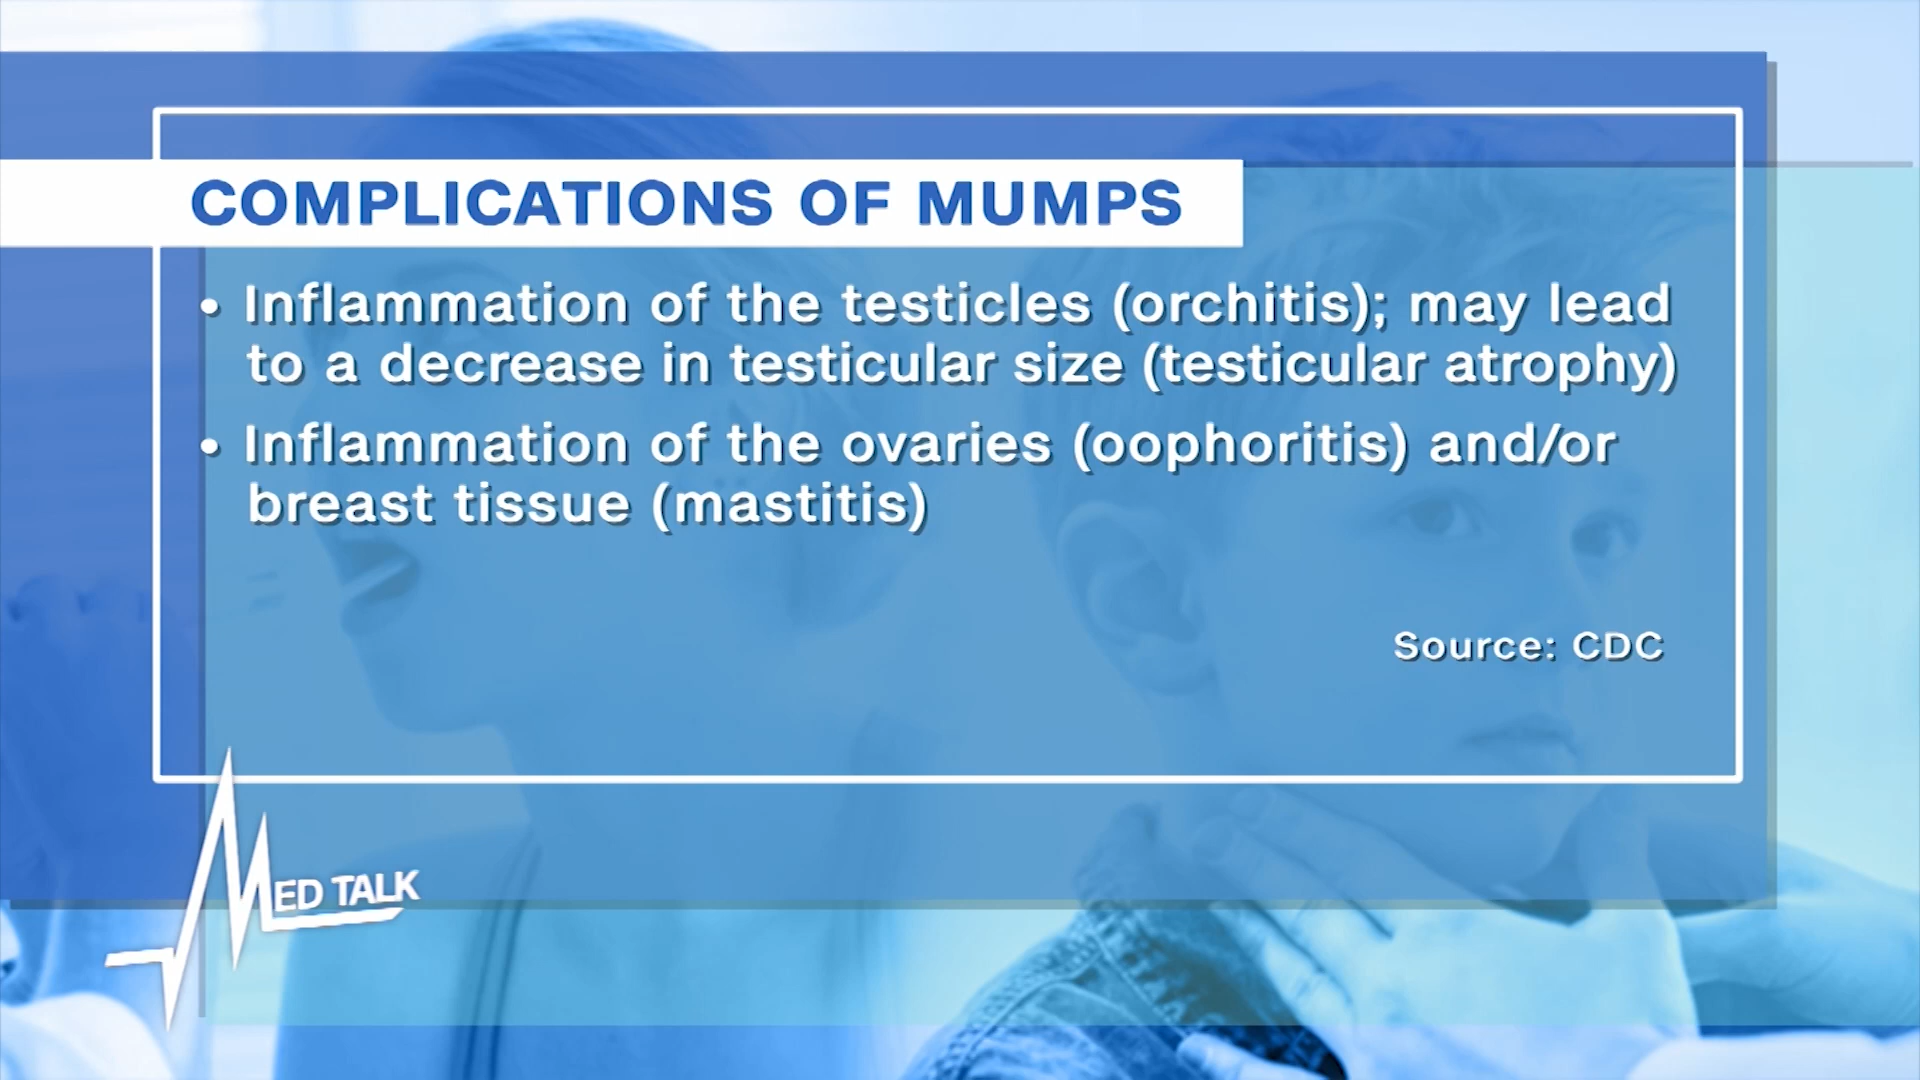 COMPLICATIONS OF MUMPS
• Inflammation of the testicles (orchitis); may lead
to a decrease in testicular size (testicular atrophy)
• Inflammation of the ovaries (oophoritis) and/or
breast tissue (mastitis)
Source: CDC
MED TALK